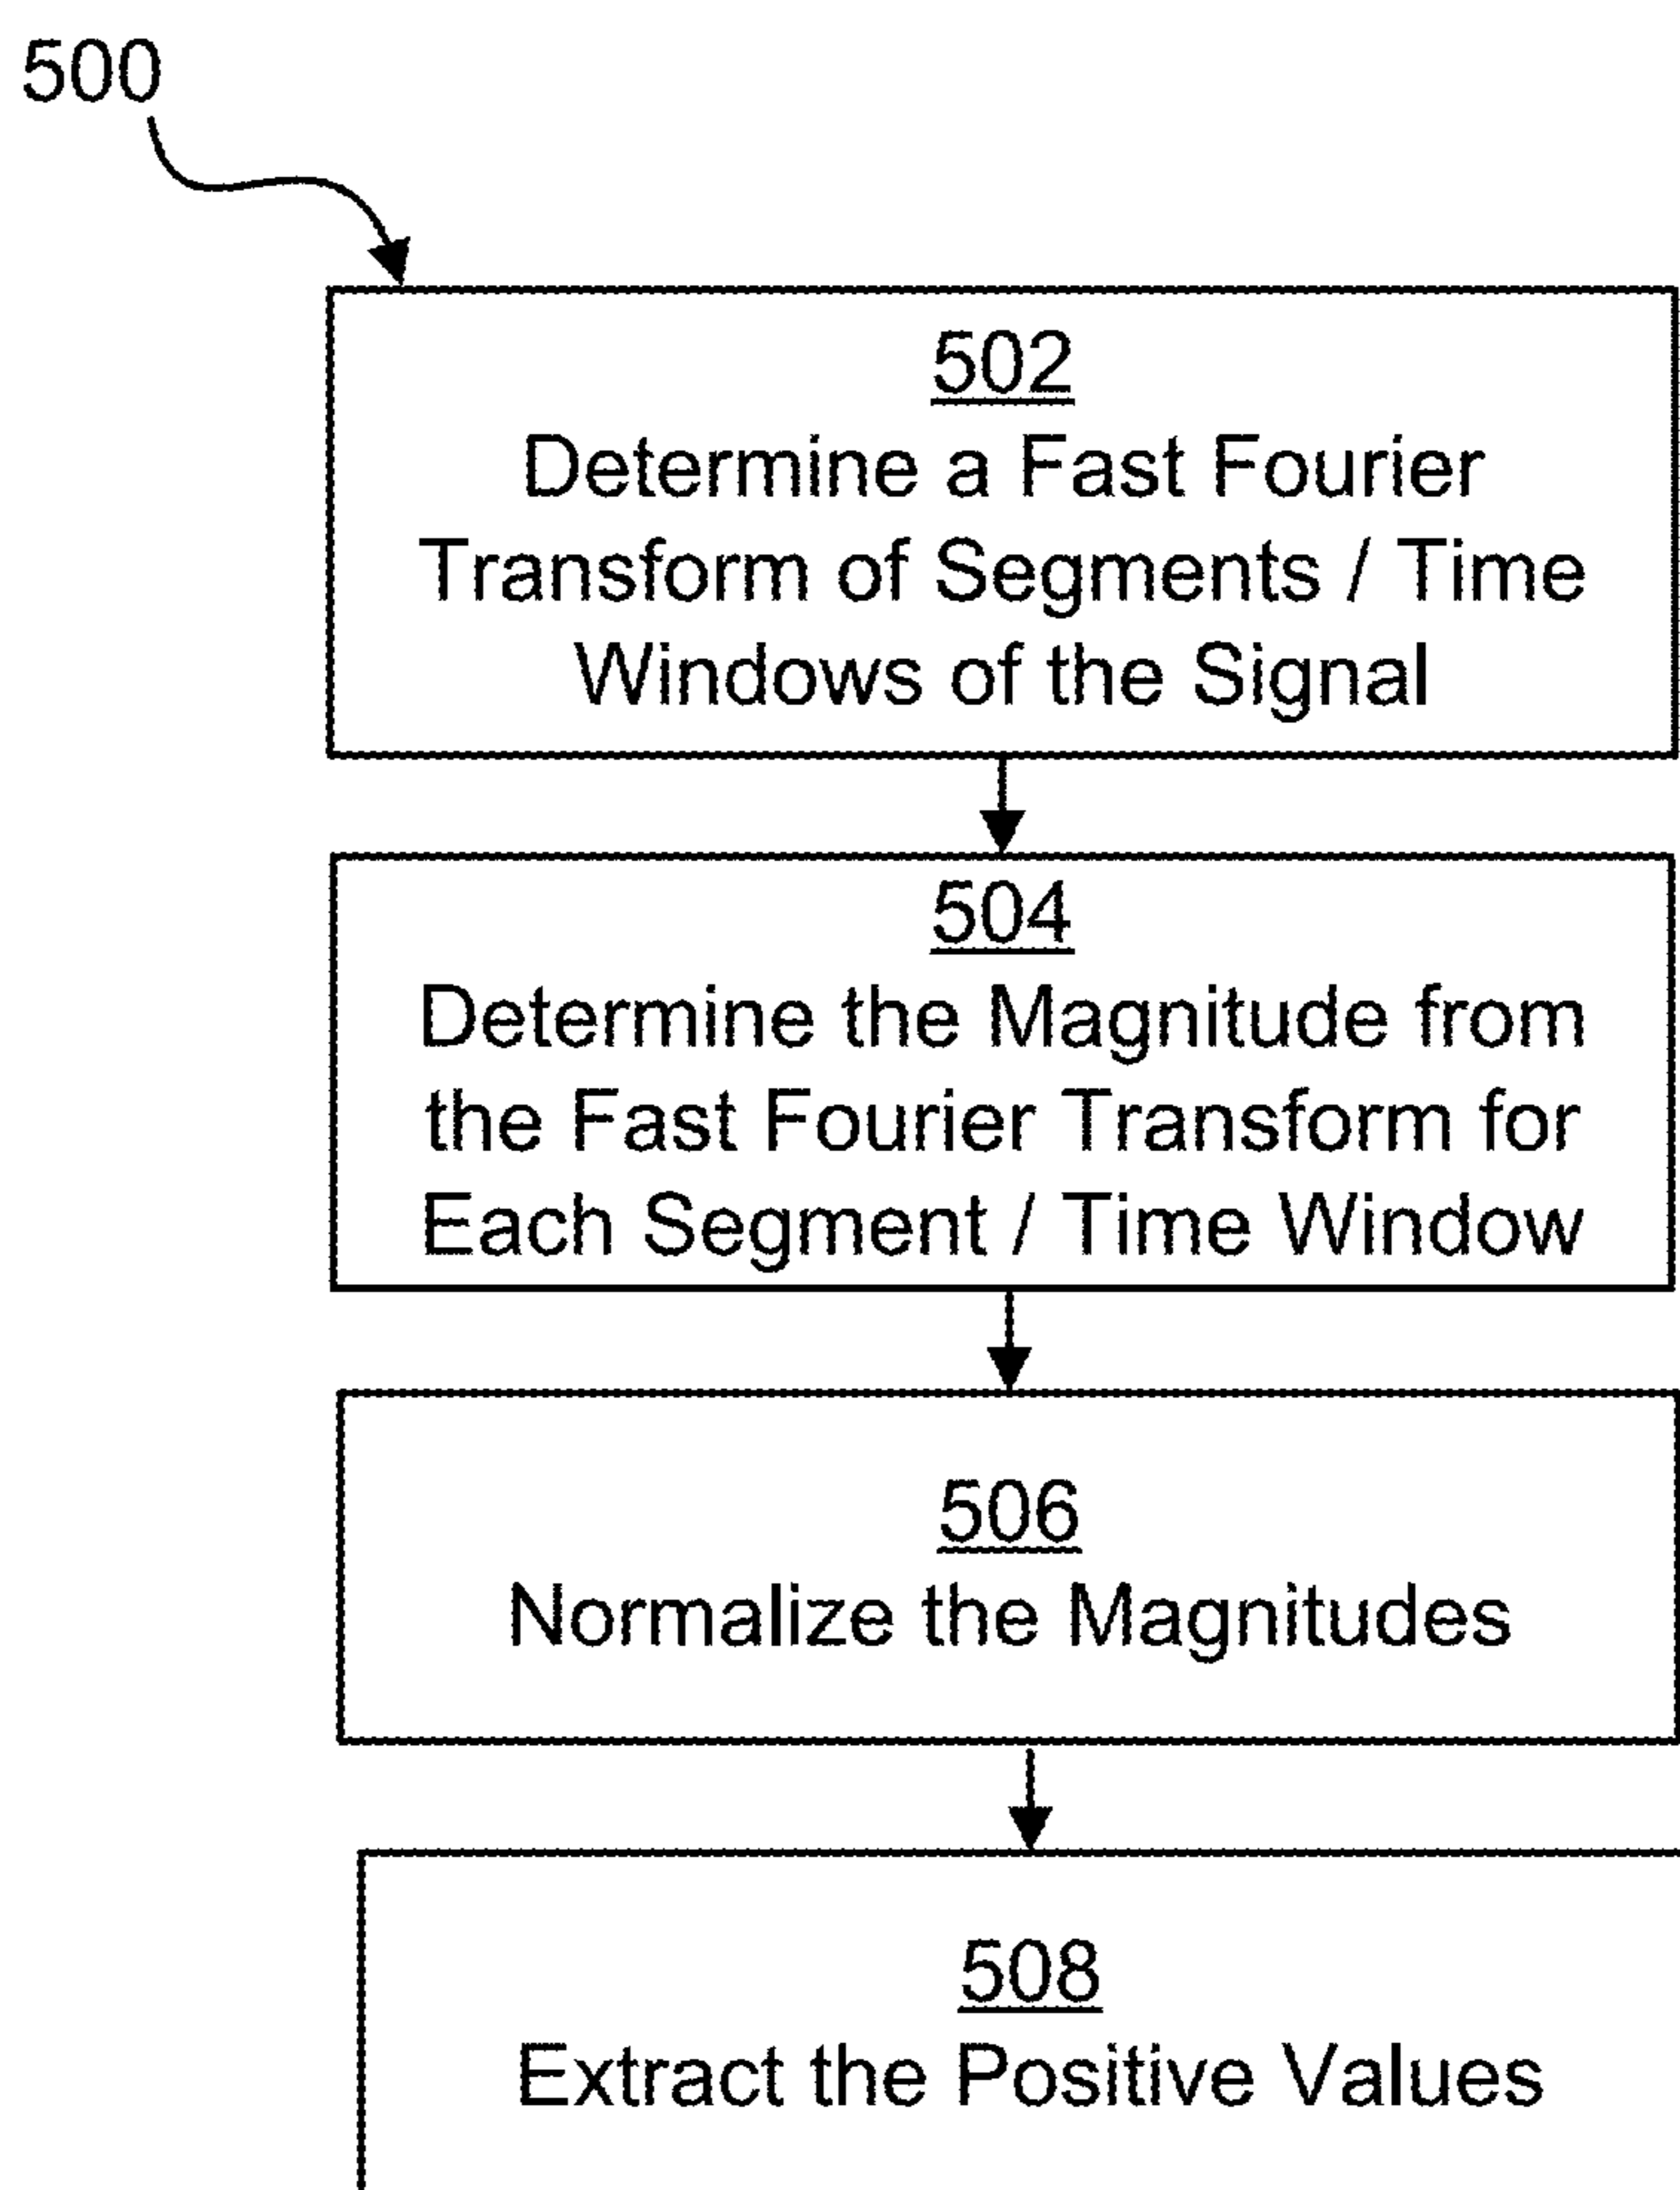 500
502
Determine a Fast Fourier
Transform of Segments / Time
Windows of the Signal
504
Determine the Magnitude from
the Fast Fourier Transform for
Each Segment / Time Window
506
Normalize the Magnitudes
508
Extract the Positive Values